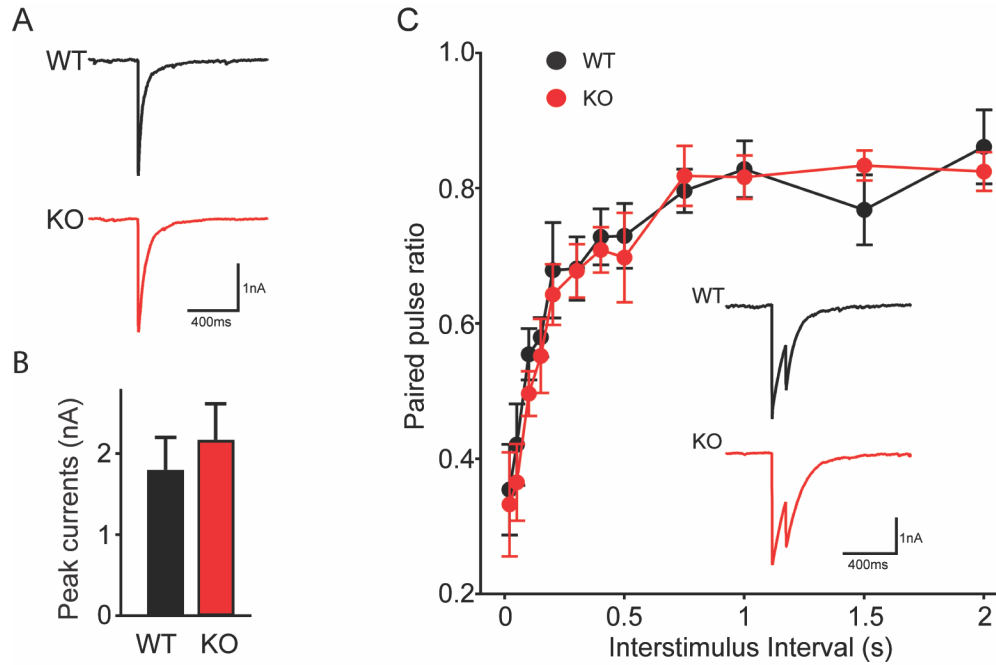 A
WT
KO
1nA
400ms
B
Peak currents (nA)
2
1
0
WT
KO
C
WT
KO
Paired pulse ratio
1.0
0.8
0.6
0.4
0.2
WT
KO
1nA
400ms
0
0.5
1
1.5
2
Interstimulus Interval (s)